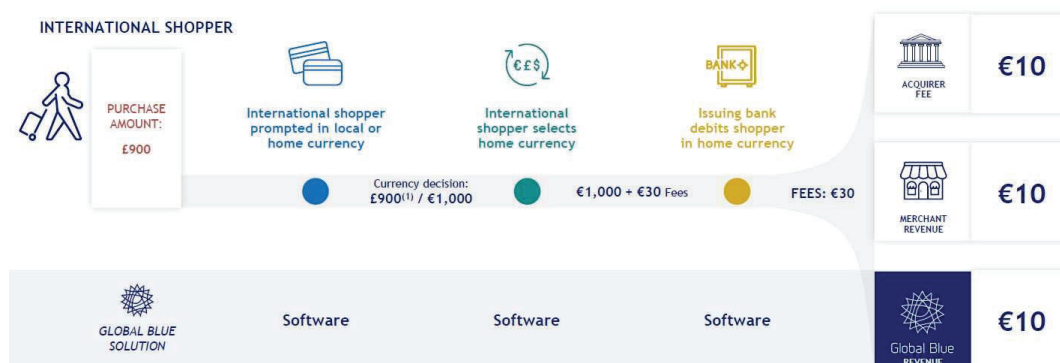 INTERNATIONAL SHOPPER
PURCHASE
AMOUNT:
£900
International shopper
prompted in local or
home currency
€£$
International
shopper selects
home currency
BANK
Issuing bank
debits shopper
in home currency
Currency decision:
£900(1) / €1,000
€1,000 + €30 Fees
FEES: €30
ACQUIRER
FEE
€10
MERCHANT
REVENUE
€10
GLOBAL BLUE
SOLUTION
Software
Software
Software
Global Blue
REVENUE
€10